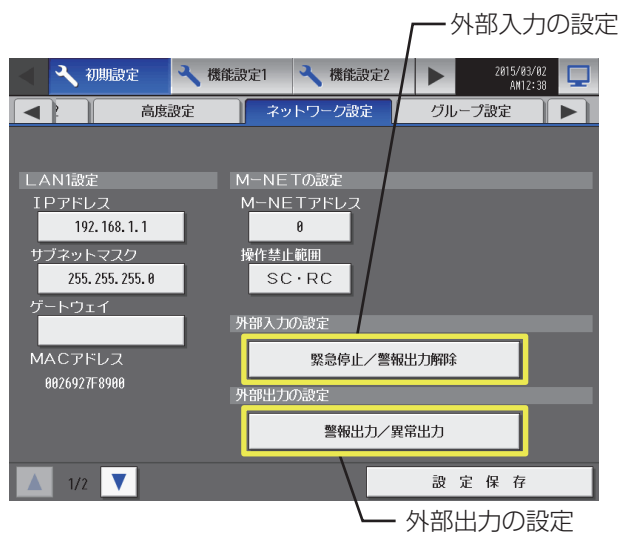 外部入力の設定
初期設定 機能設定1 機能設定2 2015/03/02
AM12:38
高度設定 ネットワーク設定 グループ設定
LAN1設定 M-NETの設定
IPアドレス M-NETアドレス
192.168.1.1 0
サブネットマスク 操作禁止範囲
255.255.255.0 SC・RC
ゲートウェイ
外部入力の設定
MACアドレス 緊急停止/警報出力解除
0026927F8900
外部出力の設定
警報出力/異常出力
1/2 設定保存
外部出力の設定